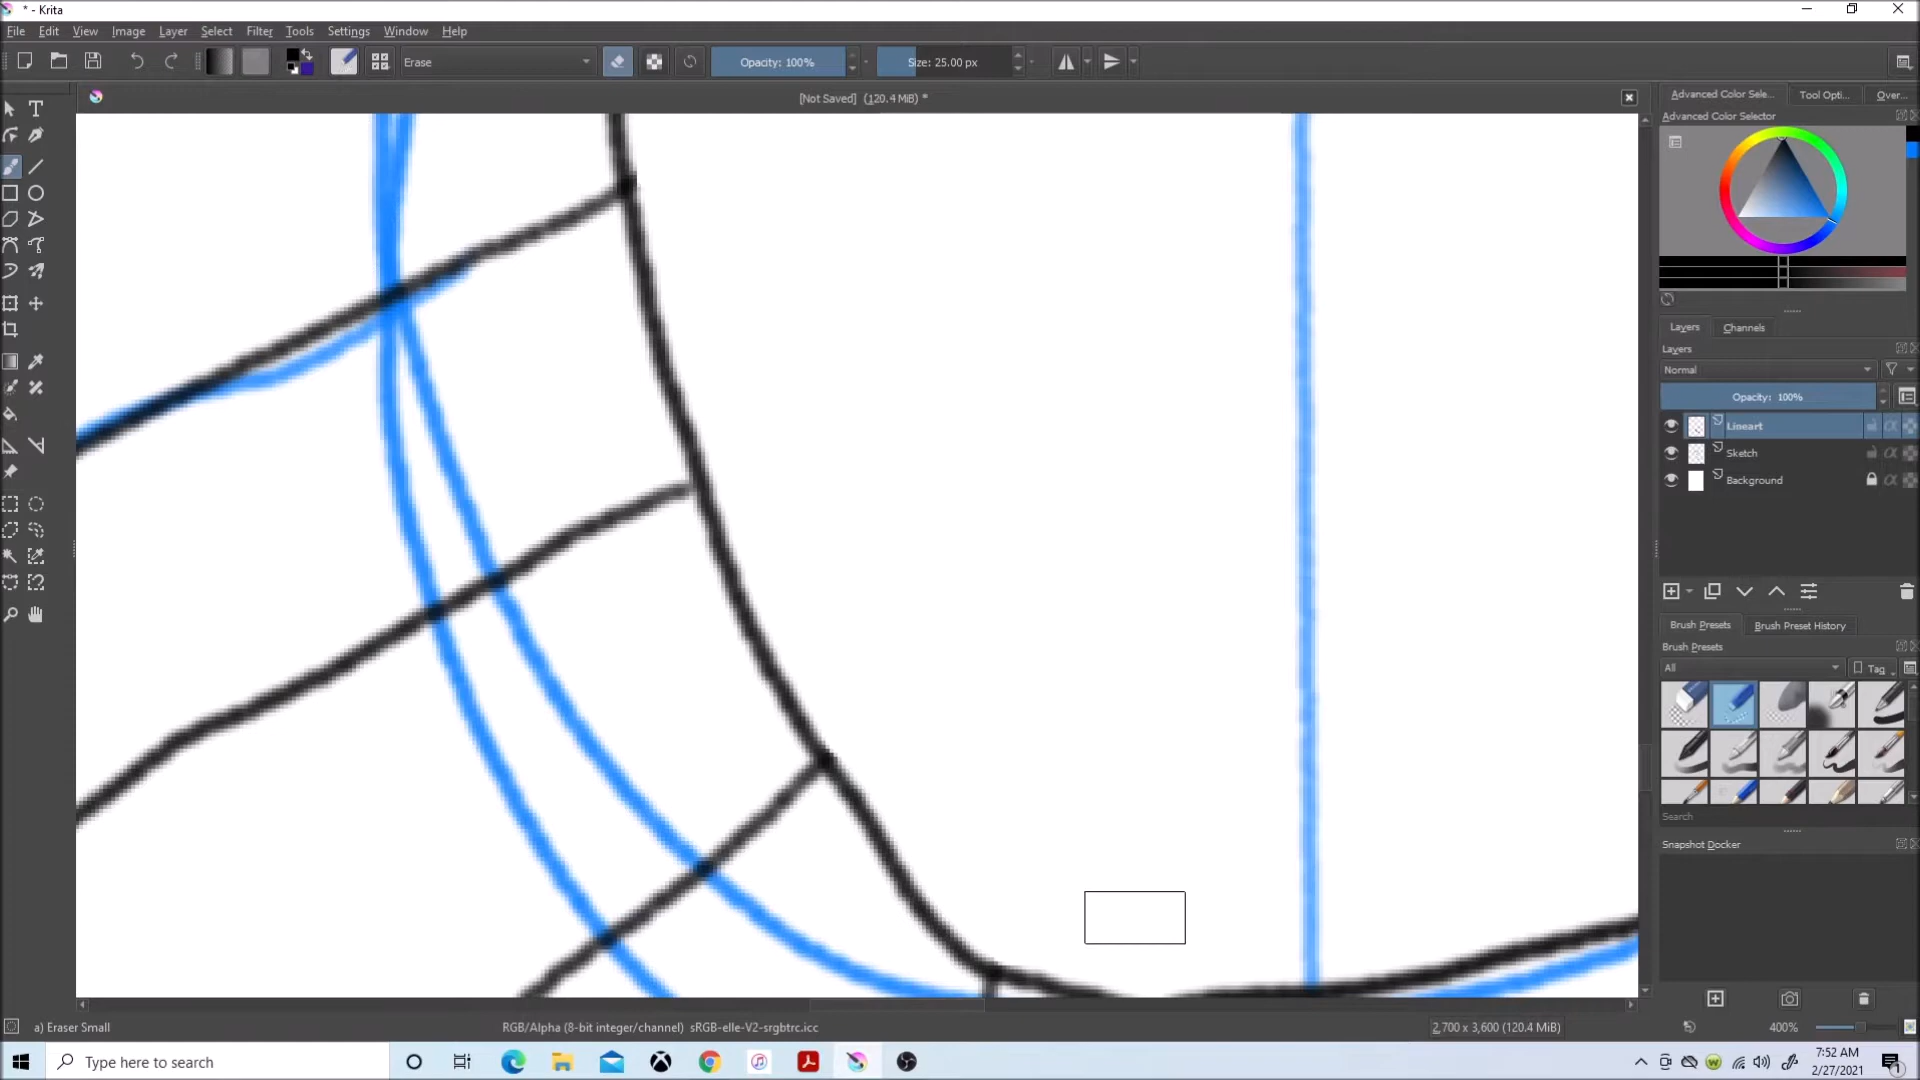 * - Krita
File Edit View Image Layer Select Filter Tools Settings Window Help
Erase Opacity: 100% Size: 25.00 px
[Not Saved] (120.4 MiB) *
Advanced Color Sele... Tool Opti... Over...
Advanced Color Selector
Layers Channels
Layers
Normal
Opacity: 100%
Lineart
Sketch
Background
Brush Presets Brush Preset History
Brush Presets
All Tag
Search
Snapshot Docker
a) Eraser Small RGB/Alpha (8-bit integer/channel) sRGB-elle-V2-srgbtrc.icc 2,700 x 3,600 (120.4 MiB) 400%
Type here to search
7:52 AM
2/27/2021
1